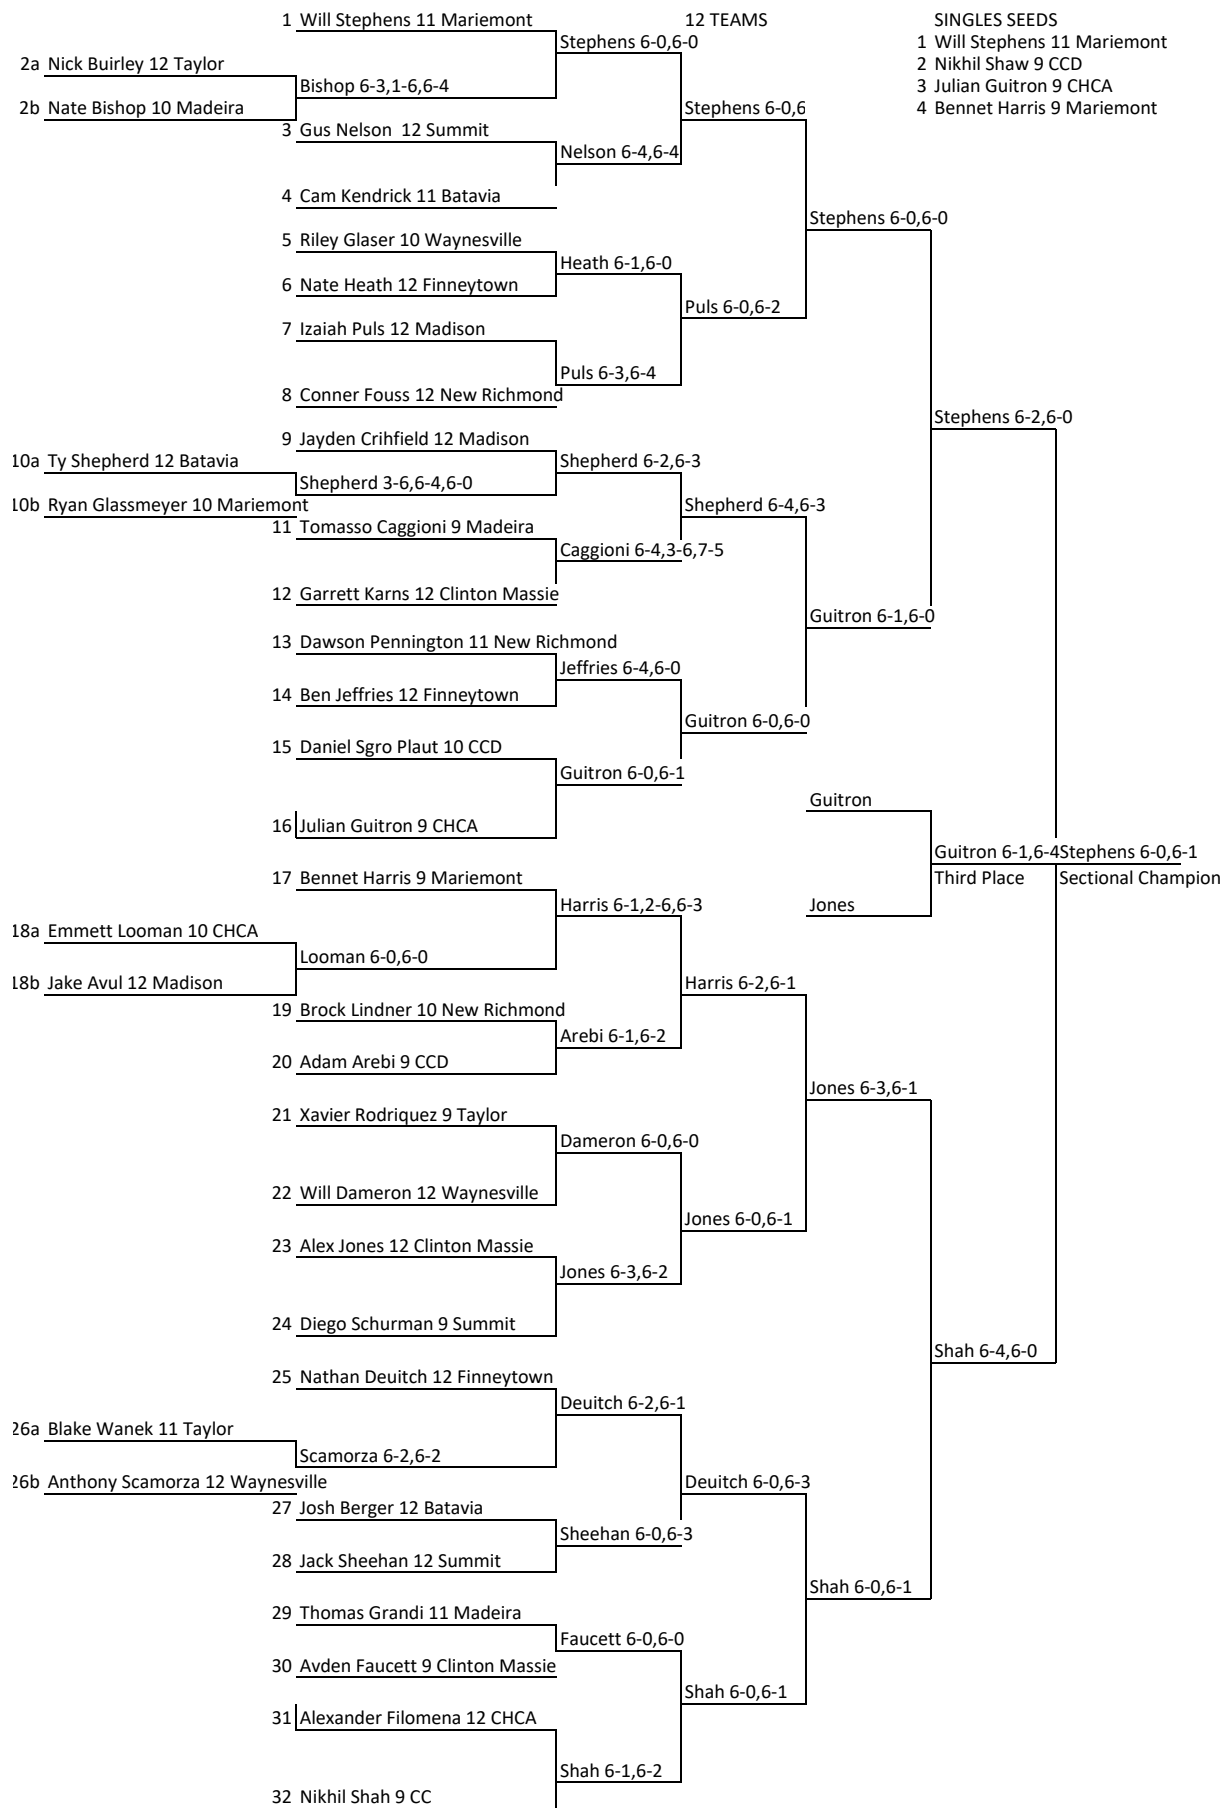 1 Will Stephens 11 Mariemont
12 TEAMS
SINGLES SEEDS
Stephens 6-0,6-0
1 Will Stephens 11 Mariemont
2a Nick Buirley 12 Taylor
2 Nikhil Shaw 9 CCD
Bishop 6-3,1-6,6-4
3 Julian Guitron 9 CHCA
2b Nate Bishop 10 Madeira
Stephens 6-0,6
4 Bennet Harris 9 Mariemont
3 Gus Nelson 12 Summit
Nelson 6-4,6-4
4 Cam Kendrick 11 Batavia
Stephens 6-0,6-0
5 Riley Glaser 10 Waynesville
Heath 6-1,6-0
6 Nate Heath 12 Finneytown
Puls 6-0,6-2
7 Izaiah Puls 12 Madison
Puls 6-3,6-4
8 Conner Fouss 12 New Richmond
Stephens 6-2,6-0
9 Jayden Crihfield 12 Madison
10a Ty Shepherd 12 Batavia
Shepherd 6-2,6-3
Shepherd 3-6,6-4,6-0
10b Ryan Glassmeyer 10 Mariemont
Shepherd 6-4,6-3
11 Tomasso Caggioni 9 Madeira
Caggioni 6-4,3-6,7-5
12 Garrett Karns 12 Clinton Massie
Guitron 6-1,6-0
13 Dawson Pennington 11 New Richmond
Jeffries 6-4,6-0
14 Ben Jeffries 12 Finneytown
Guitron 6-0,6-0
15 Daniel Sgro Plaut 10 CCD
Guitron 6-0,6-1
Guitron
16 Julian Guitron 9 CHCA
Guitron 6-1,6-4
Stephens 6-0,6-1
17 Bennet Harris 9 Mariemont
Third Place
Sectional Champion
Harris 6-1,2-6,6-3
Jones
18a Emmett Looman 10 CHCA
Looman 6-0,6-0
18b Jake Avul 12 Madison
Harris 6-2,6-1
19 Brock Lindner 10 New Richmond
Arebi 6-1,6-2
20 Adam Arebi 9 CCD
Jones 6-3,6-1
21 Xavier Rodriquez 9 Taylor
Dameron 6-0,6-0
22 Will Dameron 12 Waynesville
Jones 6-0,6-1
23 Alex Jones 12 Clinton Massie
Jones 6-3,6-2
24 Diego Schurman 9 Summit
Shah 6-4,6-0
25 Nathan Deuitch 12 Finneytown
Deuitch 6-2,6-1
26a Blake Wanek 11 Taylor
Scamorza 6-2,6-2
26b Anthony Scamorza 12 Waynesville
Deuitch 6-0,6-3
27 Josh Berger 12 Batavia
Sheehan 6-0,6-3
28 Jack Sheehan 12 Summit
Shah 6-0,6-1
29 Thomas Grandi 11 Madeira
Faucett 6-0,6-0
30 Avden Faucett 9 Clinton Massie
Shah 6-0,6-1
31 Alexander Filomena 12 CHCA
Shah 6-1,6-2
32 Nikhil Shah 9 CC